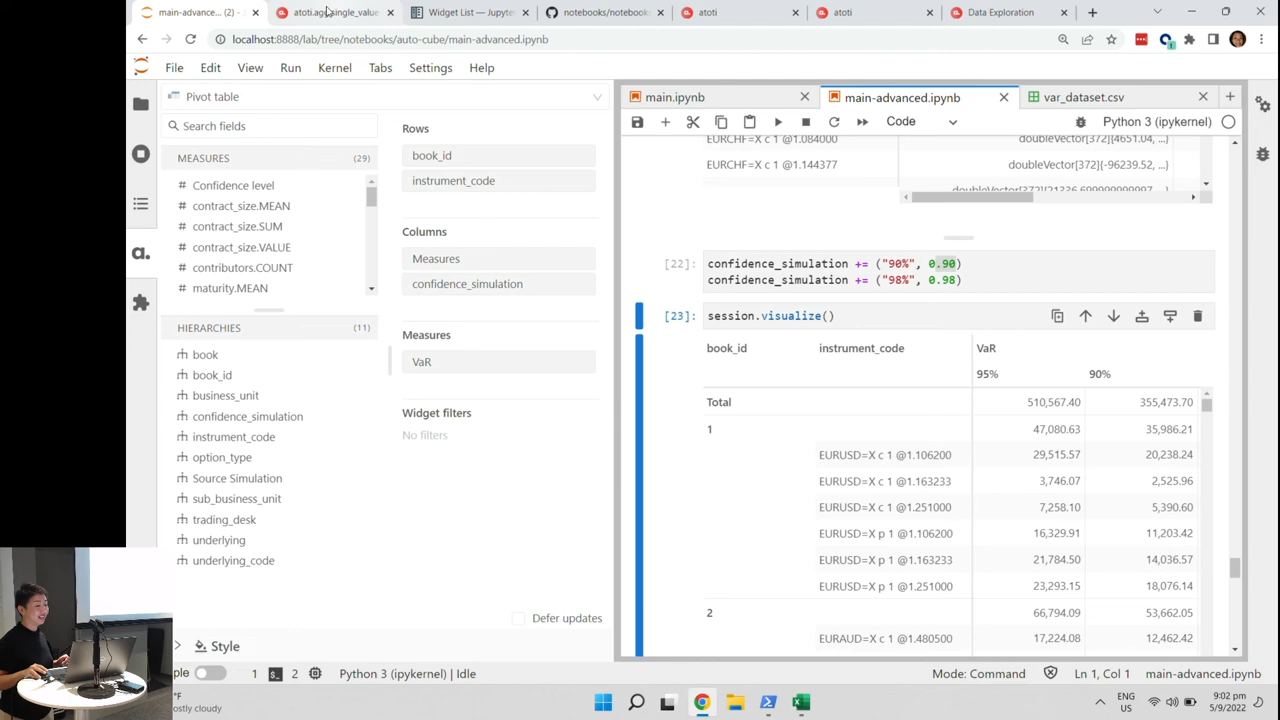 main-advance... (2) - J
atoti.agg.single_value
Widget List — Jupyte
notebooks/notebook
atoti
atoti
Data Exploration
localhost:8888/lab/tree/notebooks/auto-cube/main-advanced.ipynb
File Edit View Run Kernel Tabs Settings Help
Pivot table
Search fields
MEASURES (29)
# Confidence level
# contract_size.MEAN
# contract_size.SUM
# contract_size.VALUE
# contributors.COUNT
# maturity.MEAN
HIERARCHIES (11)
book
book_id
business_unit
confidence_simulation
instrument_code
option_type
Source Simulation
sub_business_unit
trading_desk
underlying
underlying_code
Style
Rows
book_id
instrument_code
Columns
Measures
confidence_simulation
Measures
VaR
Widget filters
No filters
Defer updates
main.ipynb
main-advanced.ipynb
var_dataset.csv
Code
Python 3 (ipykernel)
EURCHF=X c 1 @1.084000 doubleVector[372]{4651.04, ...}
EURCHF=X c 1 @1.144377 doubleVector[372]{-96239.52, ...}
doubleVector[372]{21336.699999999997, ...}
[22]: confidence_simulation += ("90%", 0.90)
confidence_simulation += ("98%", 0.98)
[23]: session.visualize()
book_id instrument_code VaR
95% 90%
Total 510,567.40 355,473.70
1 47,080.63 35,986.21
EURUSD=X c 1 @1.106200 29,515.57 20,238.24
EURUSD=X c 1 @1.163233 3,746.07 2,525.96
EURUSD=X c 1 @1.251000 7,258.10 5,390.60
EURUSD=X p 1 @1.106200 16,329.91 11,203.42
EURUSD=X p 1 @1.163233 21,784.50 14,036.57
EURUSD=X p 1 @1.251000 23,293.15 18,076.14
2 66,794.09 53,662.05
EURAUD=X c 1 @1.480500 17,224.08 12,462.42
ple 1 2 Python 3 (ipykernel) | Idle
Mode: Command Ln 1, Col 1 main-advanced.ipynb
°F
ostly cloudy
ENG
US
9:02 pm
5/9/2022